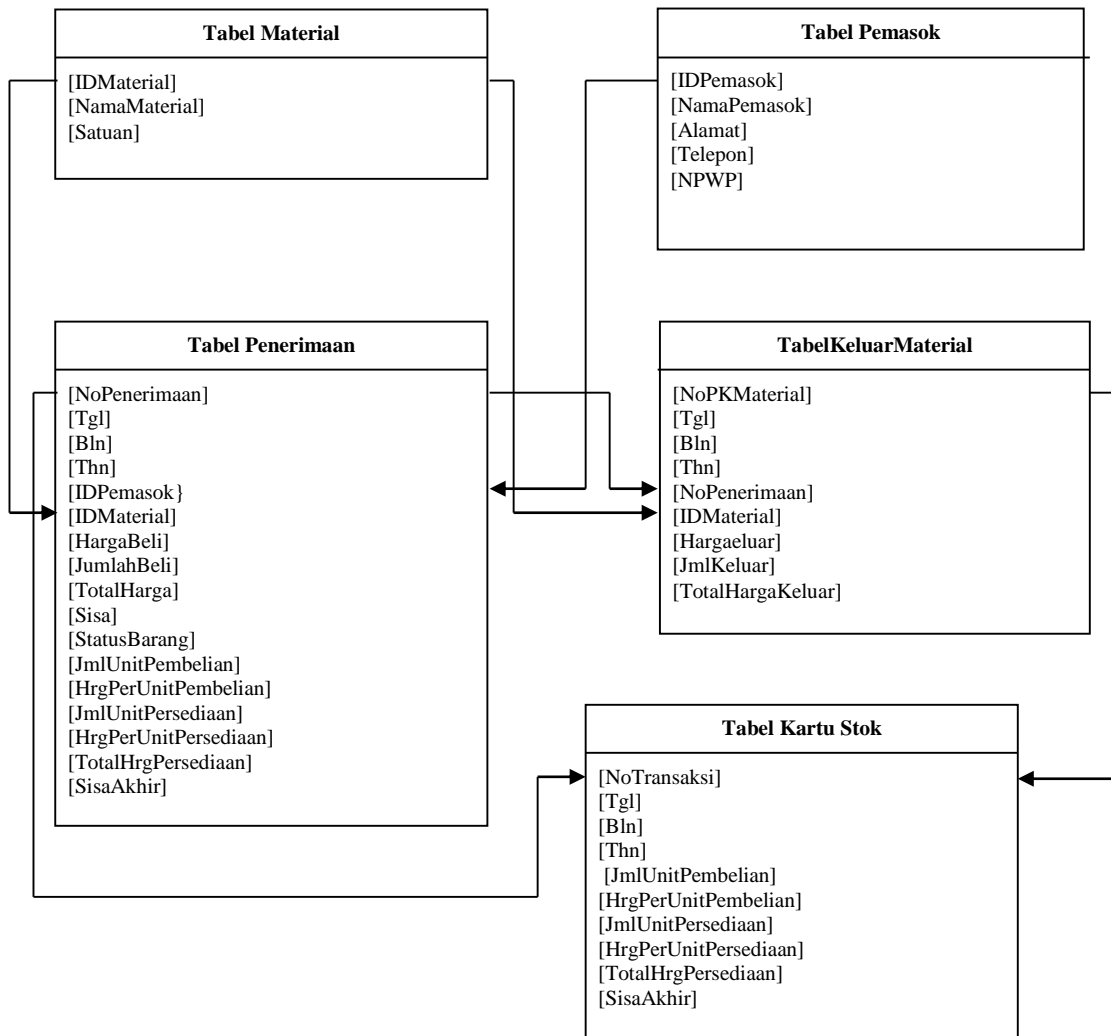 Tabel Material
[IDMaterial]
[NamaMaterial]
[Satuan]
Tabel Pemasok
[IDPemasok]
[NamaPemasok]
[Alamat]
[Telepon]
[NPWP]
Tabel Penerimaan
[NoPenerimaan]
[Tgl]
[Bln]
[Thn]
[IDPemasok}
[IDMaterial]
[HargaBeli]
[JumlahBeli]
[TotalHarga]
[Sisa]
[StatusBarang]
[JmlUnitPembelian]
[HrgPerUnitPembelian]
[JmlUnitPersediaan]
[HrgPerUnitPersediaan]
[TotalHrgPersediaan]
[SisaAkhir]
TabelKeluarMaterial
[NoPKMaterial]
[Tgl]
[Bln]
[Thn]
[NoPenerimaan]
[IDMaterial]
[Hargaeluar]
[JmlKeluar]
[TotalHargaKeluar]
Tabel Kartu Stok
[NoTransaksi]
[Tgl]
[Bln]
[Thn]
[JmlUnitPembelian]
[HrgPerUnitPembelian]
[JmlUnitPersediaan]
[HrgPerUnitPersediaan]
[TotalHrgPersediaan]
[SisaAkhir]